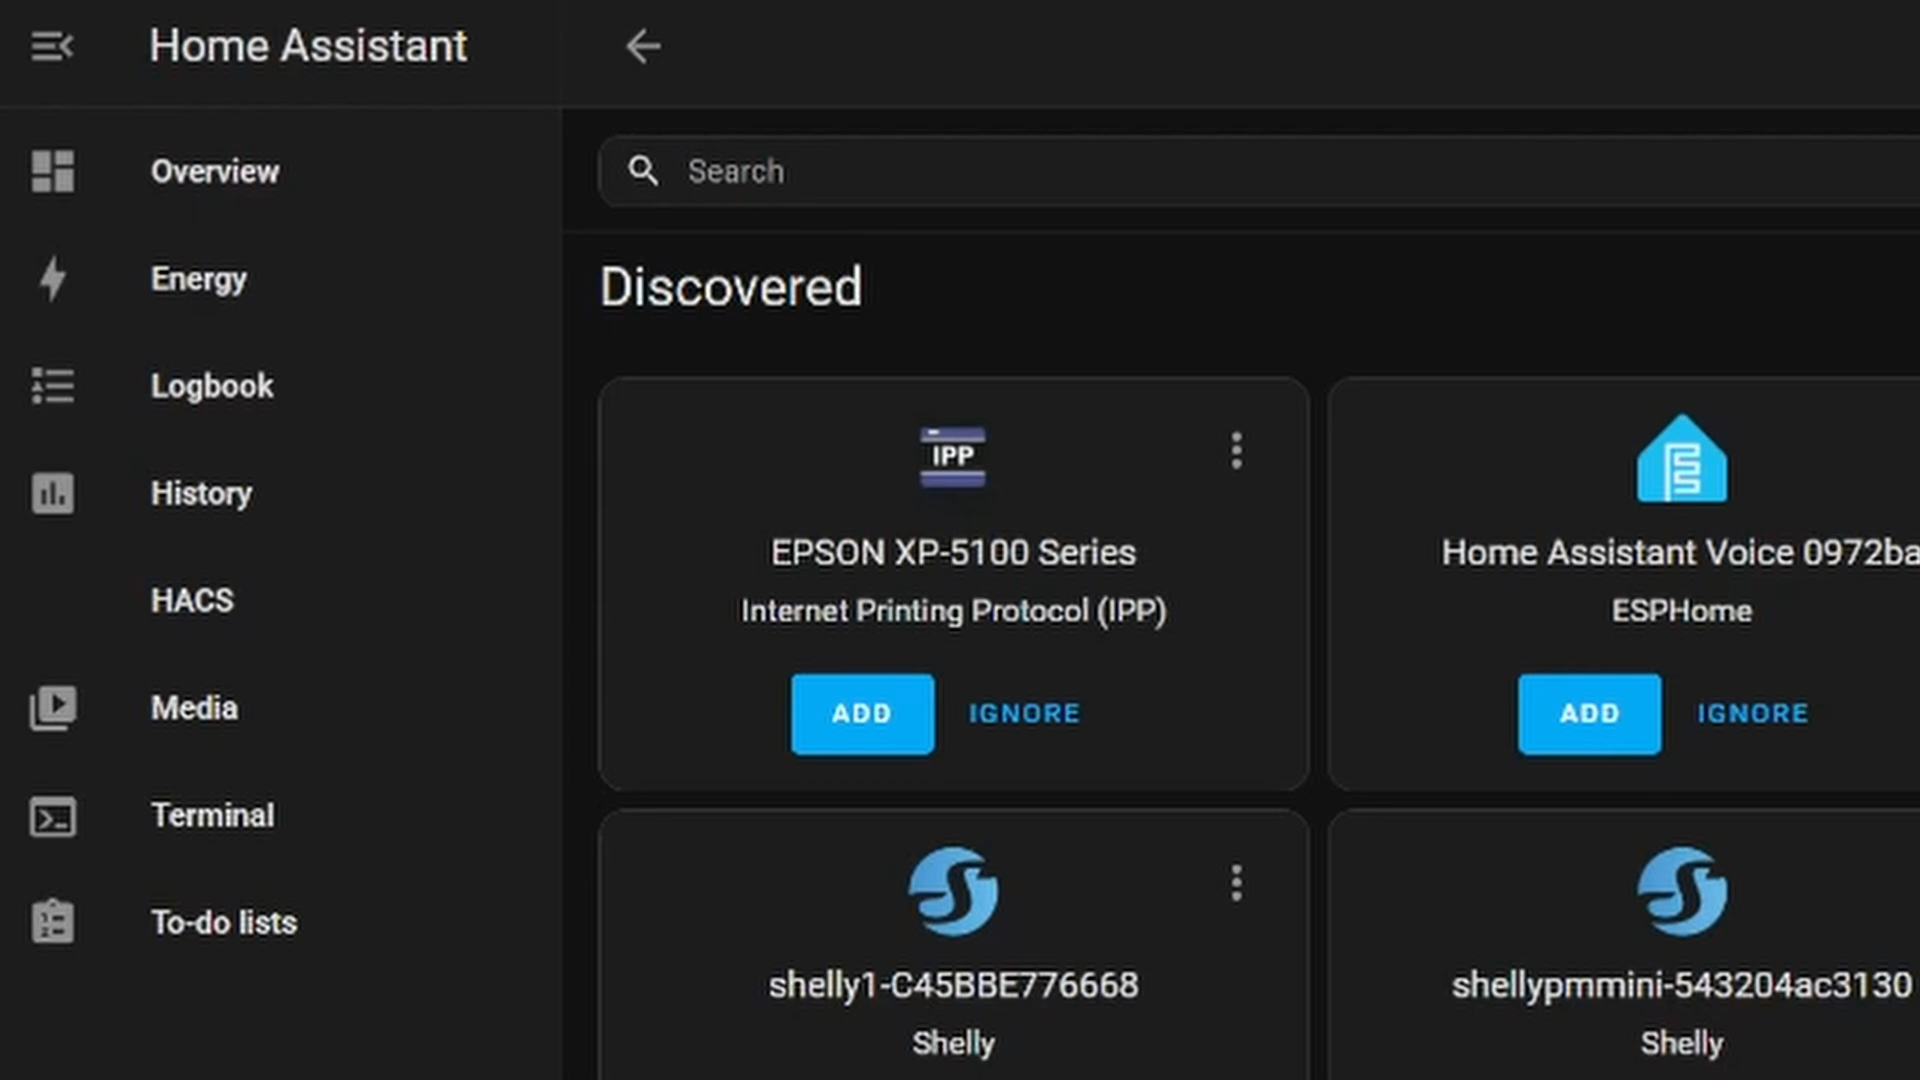 Home Assistant
Overview
Energy
Logbook
History
HACS
Media
Terminal
To-do lists
Search
Discovered
IPP
EPSON XP-5100 Series
Internet Printing Protocol (IPP)
ADD IGNORE
Home Assistant Voice 0972ba
ESPHome
ADD IGNORE
shelly1-C45BBE776668
Shelly
shellypmmini-543204ac3130
Shelly